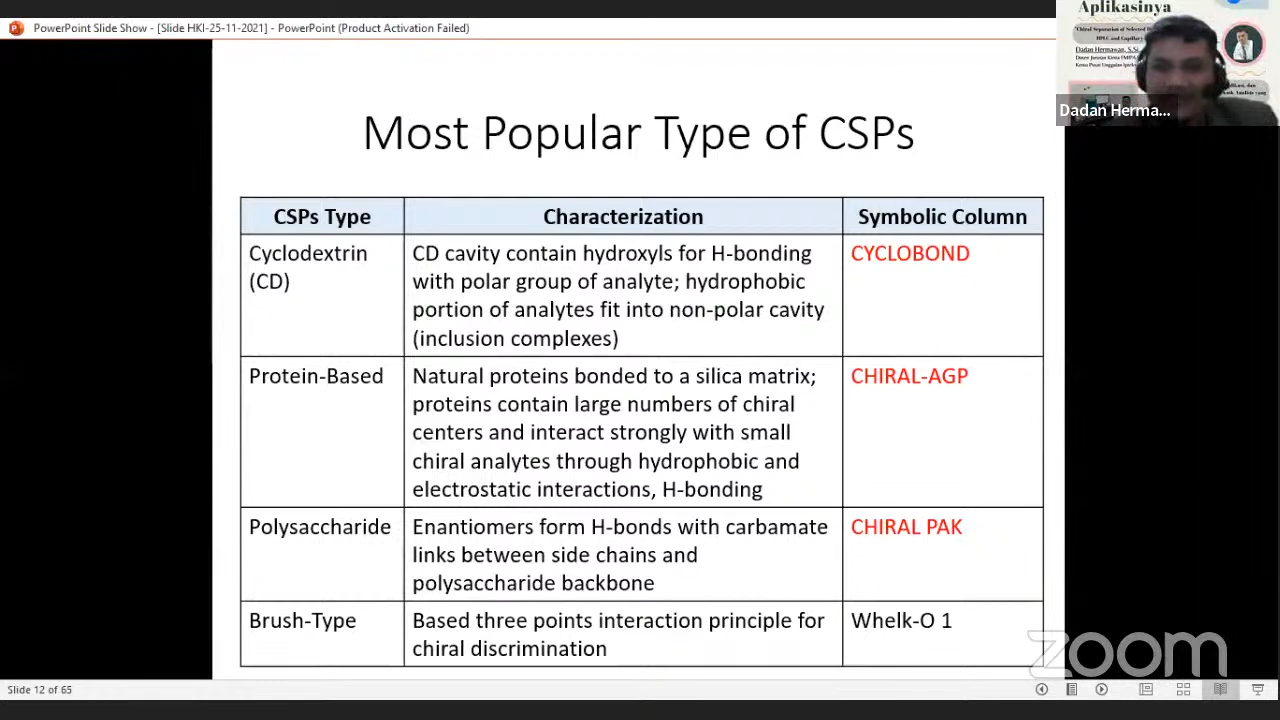 PowerPoint Slide Show - [Slide HKI-25-11-2021] - PowerPoint (Product Activation Failed)
Aplikasinya
Dadan Hermawan, S.Si
Dadan Herma...
Most Popular Type of CSPs
CSPs Type
Characterization
Symbolic Column
Cyclodextrin
(CD)
CD cavity contain hydroxyls for H-bonding
with polar group of analyte; hydrophobic
portion of analytes fit into non-polar cavity
(inclusion complexes)
CYCLOBOND
Protein-Based
Natural proteins bonded to a silica matrix;
proteins contain large numbers of chiral
centers and interact strongly with small
chiral analytes through hydrophobic and
electrostatic interactions, H-bonding
CHIRAL-AGP
Polysaccharide
Enantiomers form H-bonds with carbamate
links between side chains and
polysaccharide backbone
CHIRAL PAK
Brush-Type
Based three points interaction principle for
chiral discrimination
Whelk-O 1
zoom
Slide 12 of 65